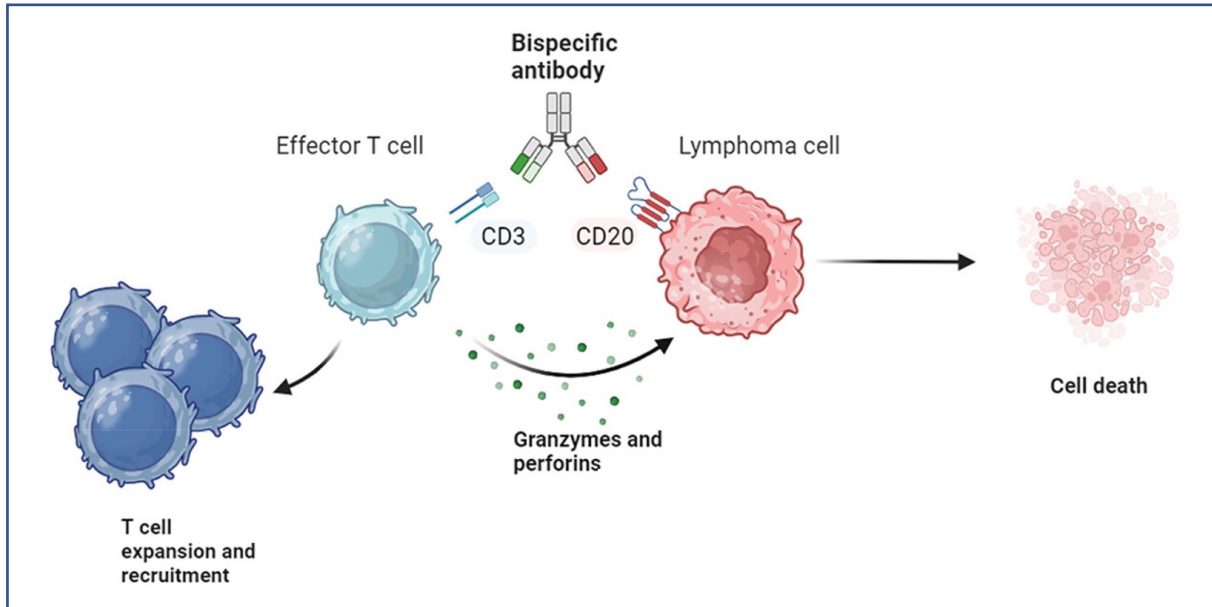 Bispecific
antibody
Effector T cell
Lymphoma cell
CD3
CD20
Granzymes and
perforins
Cell death
T cell
expansion and
recruitment